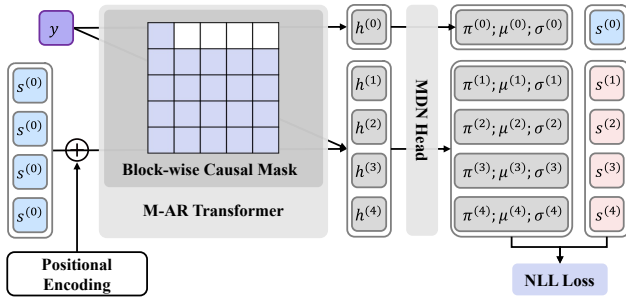 y
h^{(0)}
π^{(0)}; μ^{(0)}; σ^{(0)}
s^{(0)}
s^{(0)}
s^{(0)}
s^{(0)}
s^{(0)}
Block-wise Causal Mask
M-AR Transformer
Positional
Encoding
h^{(1)}
h^{(2)}
h^{(3)}
h^{(4)}
MDN Head
π^{(1)}; μ^{(1)}; σ^{(1)}
π^{(2)}; μ^{(2)}; σ^{(2)}
π^{(3)}; μ^{(3)}; σ^{(3)}
π^{(4)}; μ^{(4)}; σ^{(4)}
s^{(1)}
s^{(2)}
s^{(3)}
s^{(4)}
NLL Loss